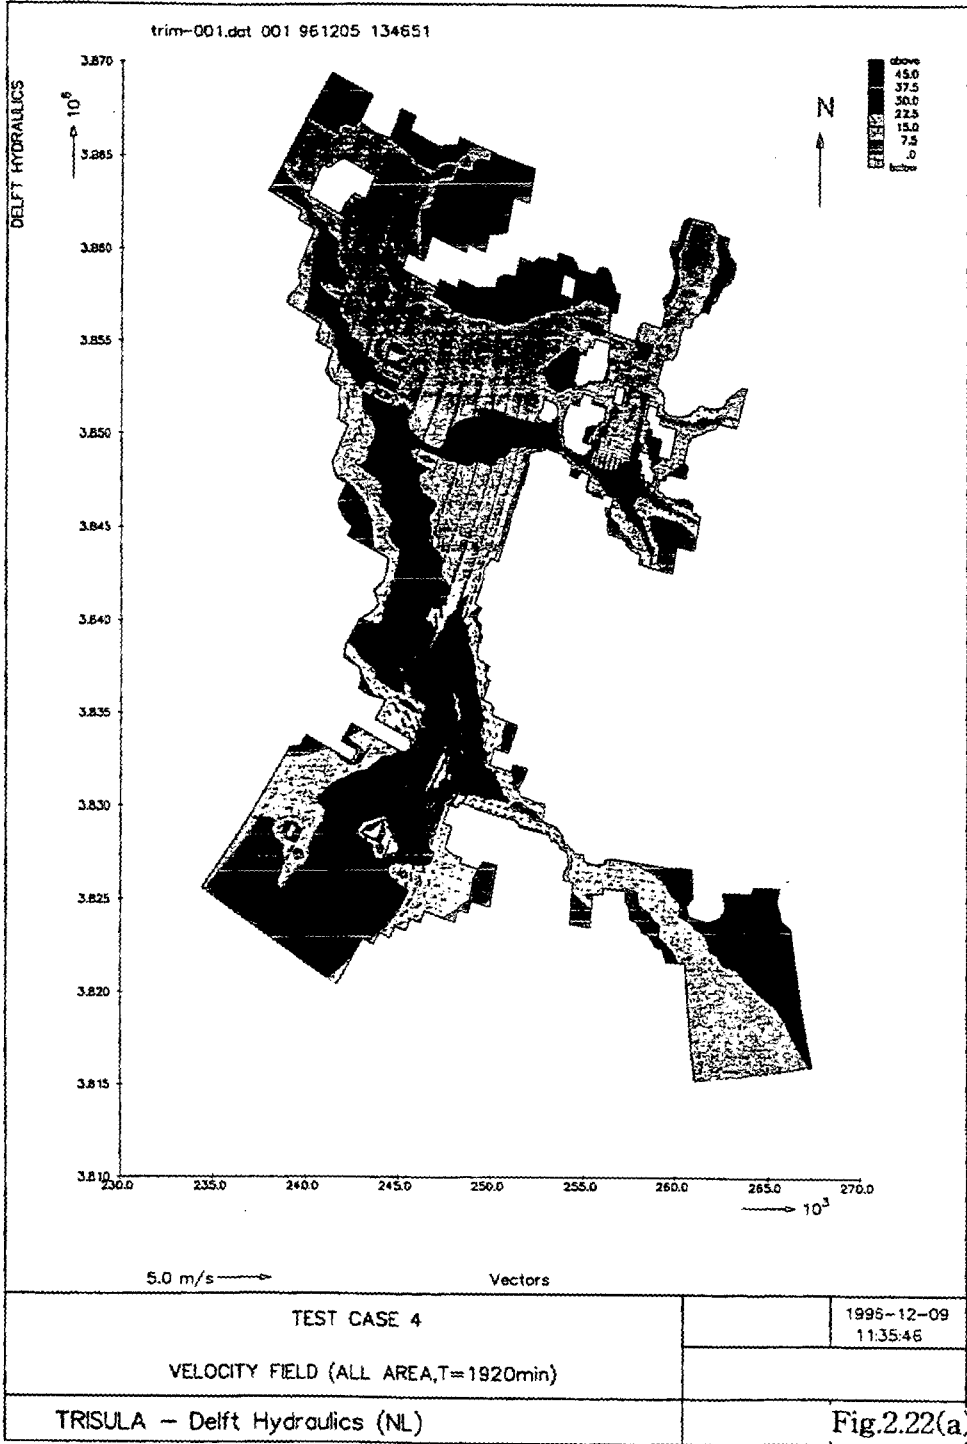 trim-001.dat 001 961205 134651
DELFT HYDRAULICS
10⁶
3.870
3.865
3.860
3.855
3.850
3.845
3.840
3.835
3.830
3.825
3.820
3.815
3.810
N
above
45.0
37.5
30.0
22.5
15.0
7.5
.0
below
230.0 235.0 240.0 245.0 250.0 255.0 260.0 265.0 270.0
10³
5.0 m/s Vectors
TEST CASE 4
1996-12-09
11:35:46
VELOCITY FIELD (ALL AREA,T=1920min)
TRISULA - Delft Hydraulics (NL)
Fig.2.22(a)